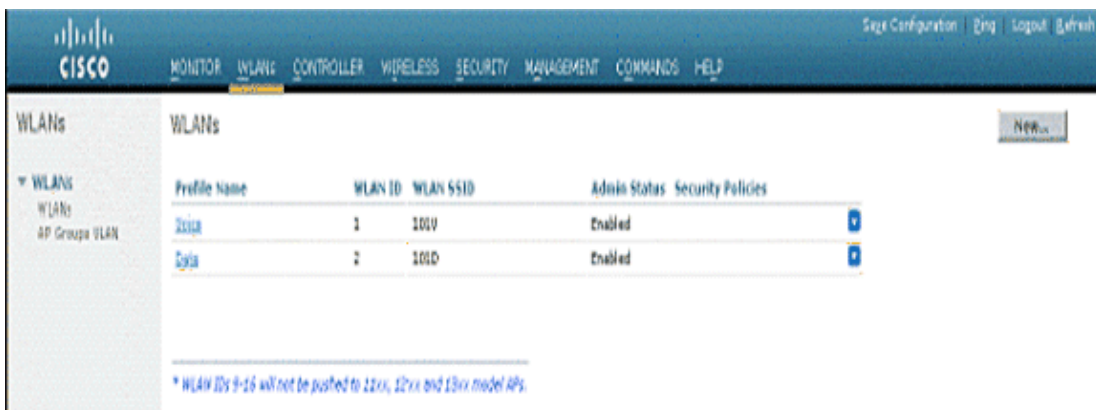 Save Configuration | Ping | Logout | Refresh
CISCO
MONITOR WLANs CONTROLLER WIRELESS SECURITY MANAGEMENT COMMANDS HELP
WLANs
WLANs
New...
WLANs
WLANs
AP Groups VLAN
Profile Name WLAN ID WLAN SSID Admin Status Security Policies
Voice 1 101V Enabled
Data 2 101D Enabled
* WLAN IDs 9-16 will not be pushed to 11xx, 12xx and 13xx model APs.